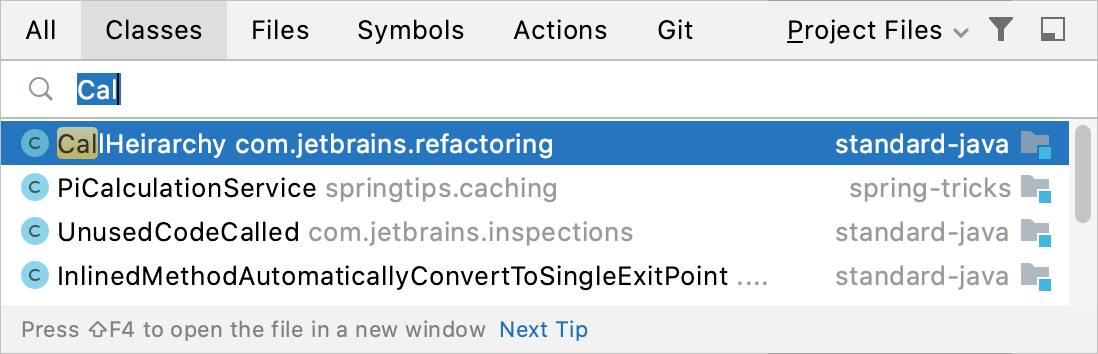 All Classes Files Symbols Actions Git Project Files
Cal
C CallHeirarchy com.jetbrains.refactoring standard-java
C PiCalculationService springtips.caching spring-tricks
C UnusedCodeCalled com.jetbrains.inspections standard-java
C InlinedMethodAutomaticallyConvertToSingleExitPoint .... standard-java
Press ⇧F4 to open the file in a new window Next Tip